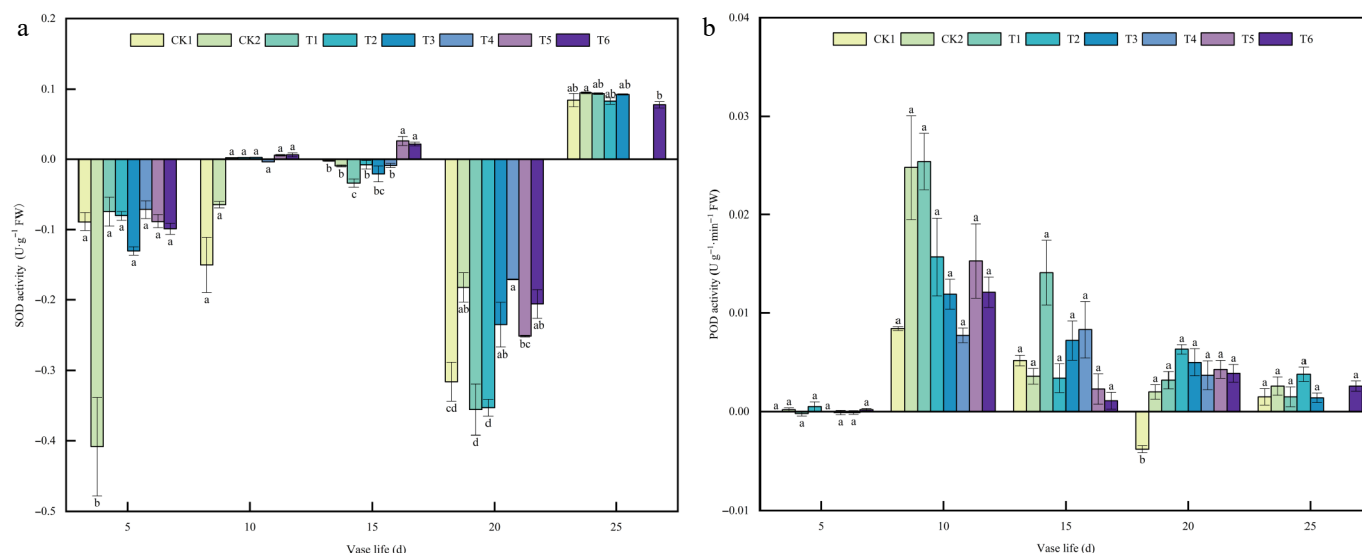 a
CK1 CK2 T1 T2 T3 T4 T5 T6
SOD activity (U·g⁻¹ FW)
0.2
0.1
0.0
−0.1
−0.2
−0.3
−0.4
−0.5
a b a a a a a a
a a a a a a a a
b b c b bc b a a
cd ab d d ab a bc ab
ab a ab ab ab b
5 10 15 20 25
Vase life (d)
b
CK1 CK2 T1 T2 T3 T4 T5 T6
POD activity (U g⁻¹·min⁻¹ FW)
0.04
0.03
0.02
0.01
0.00
−0.01
a a a a a a a a
a a a a a a a a
a a a a a a a a
b a a a a a a a
a a a a a a
5 10 15 20 25
Vase life (d)